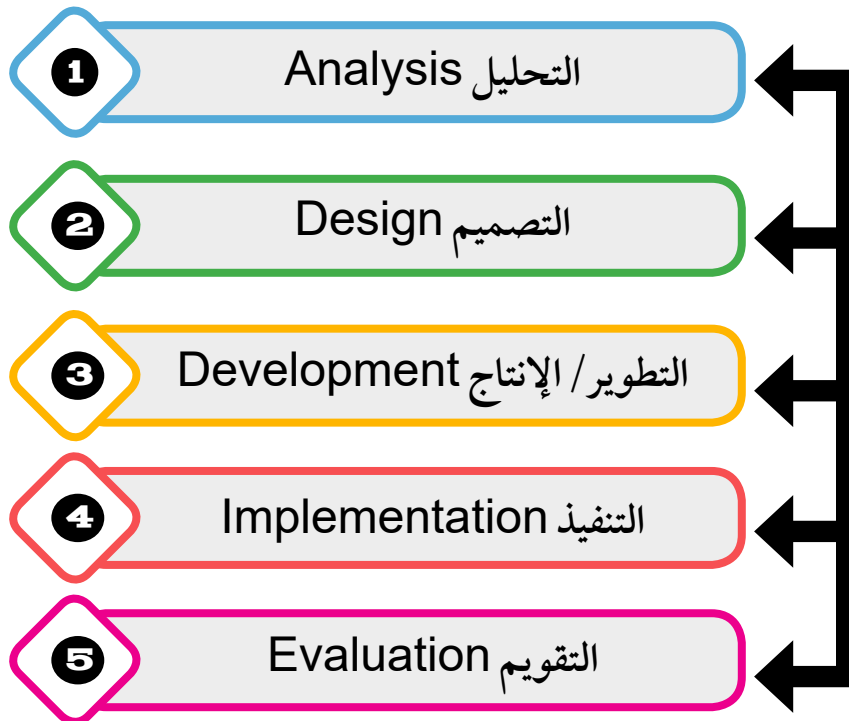 1 التحليل Analysis
2 التصميم Design
3 التطوير/ الإنتاج Development
4 التنفيذ Implementation
5 التقويم Evaluation